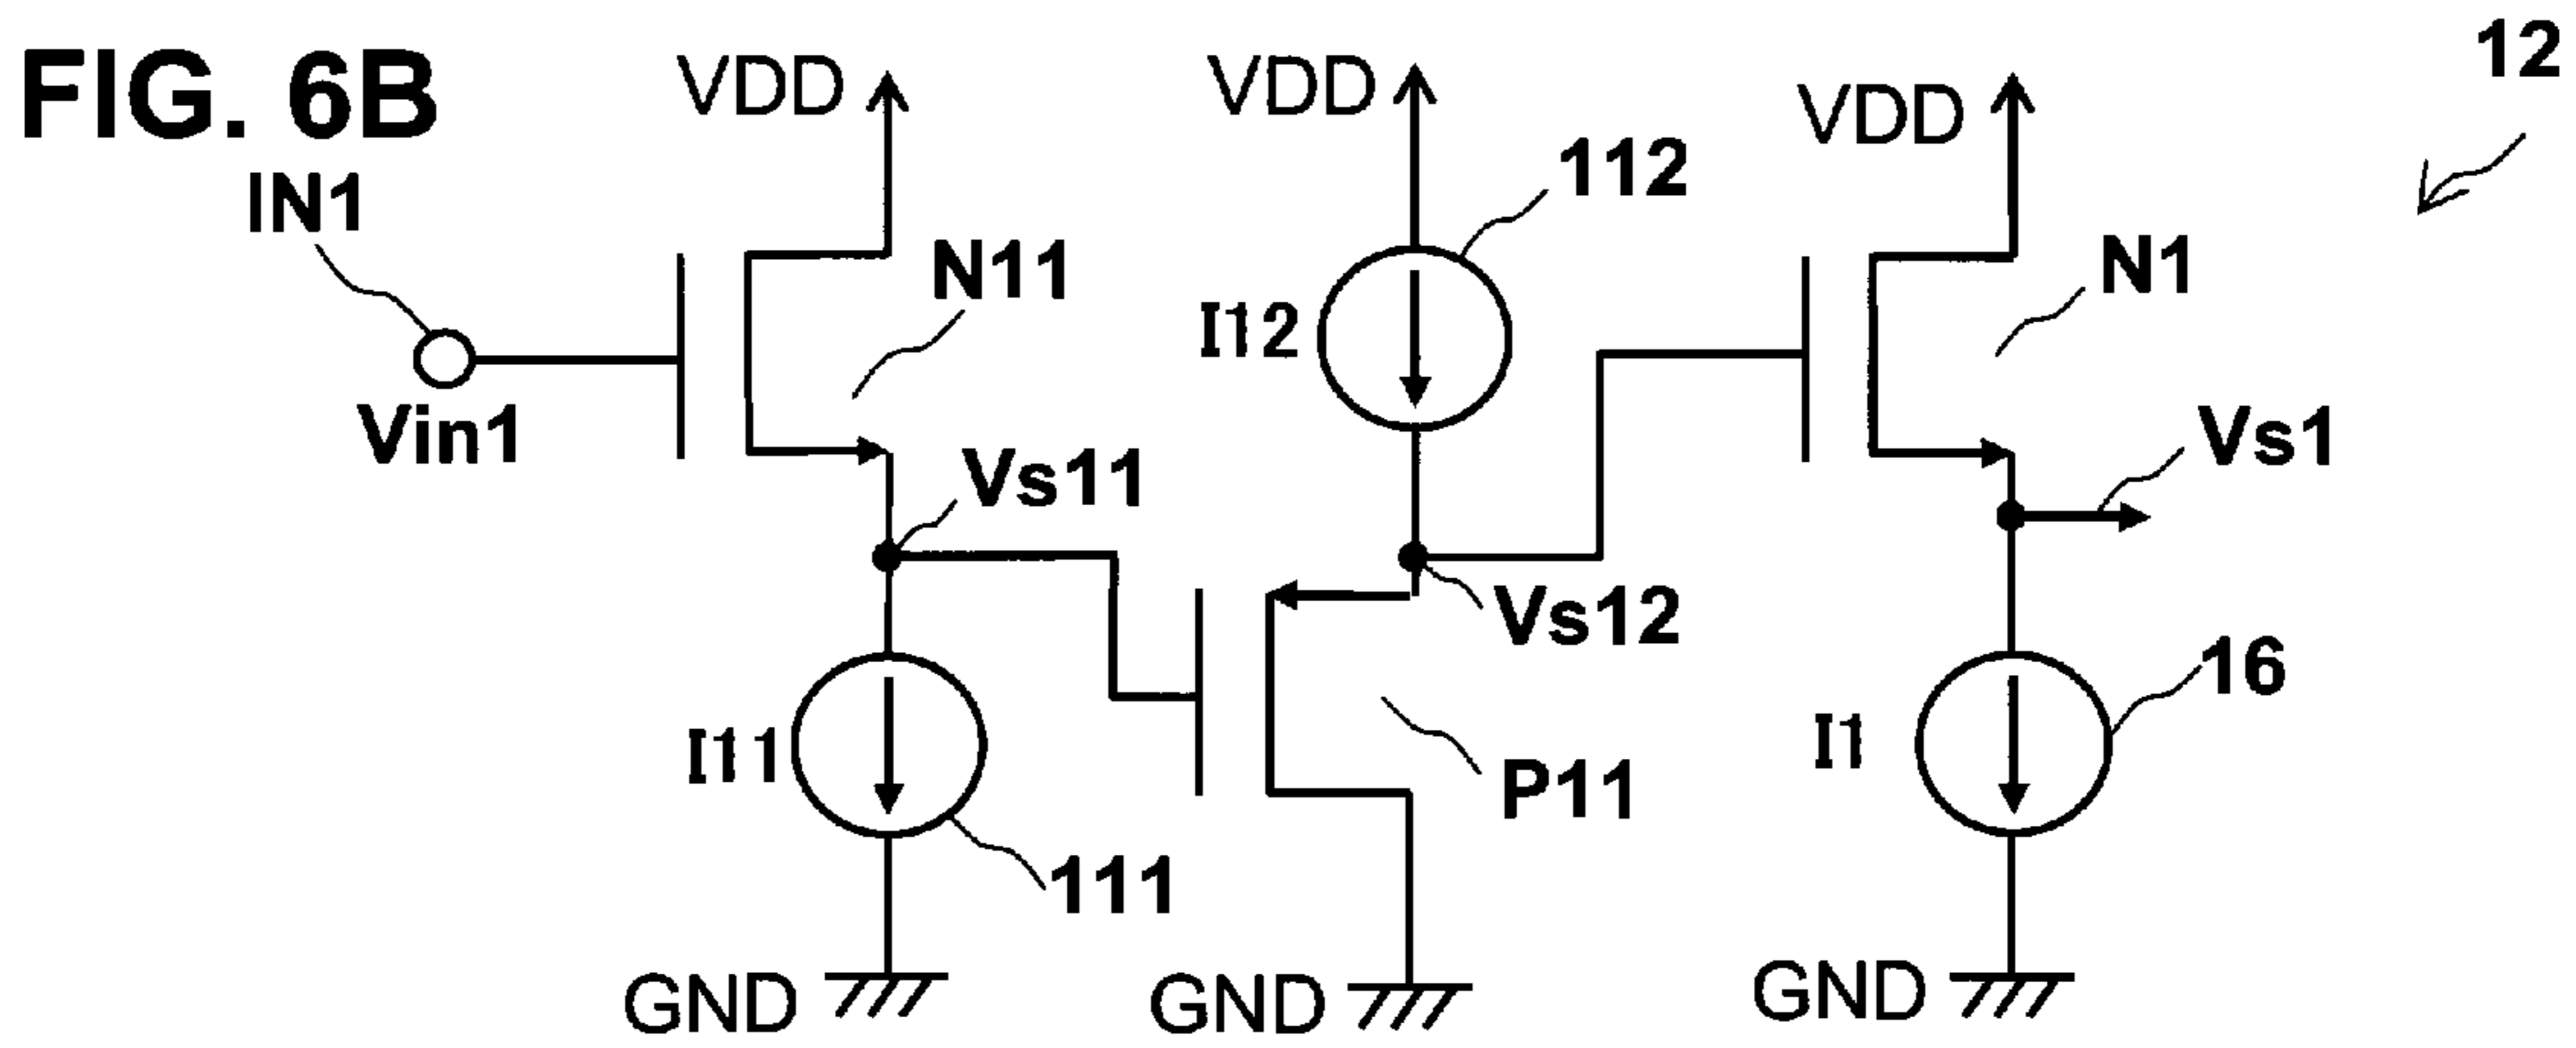 FIG. 6B
VDD
VDD
VDD
12
IN1
N11
112
N1
I12
Vin1
Vs11
Vs1
Vs12
I11
P11
I1
16
111
GND
GND
GND